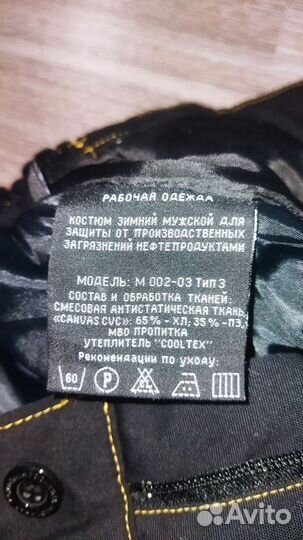 РАБОЧАЯ ОДЕЖДА
КОСТЮМ ЗИМНИЙ МУЖСКОЙ ДЛЯ
ЗАЩИТЫ ОТ ПРОИЗВОДСТВЕННЫХ
ЗАГРЯЗНЕНИЙ НЕФТЕПРОДУКТАМИ
МОДЕЛЬ: М 002-03 Тип 3
СОСТАВ И ОБРАБОТКА ТКАНЕЙ:
СМЕСОВАЯ АНТИСТАТИЧЕСКАЯ ТКАНЬ
«CANVAS CVC»: 65% - ХЛ, 35% -ПЭ,
МВО ПРОПИТКА
УТЕПЛИТЕЛЬ "COOLTEX"
Рекомендации по уходу:
60 P
Avito